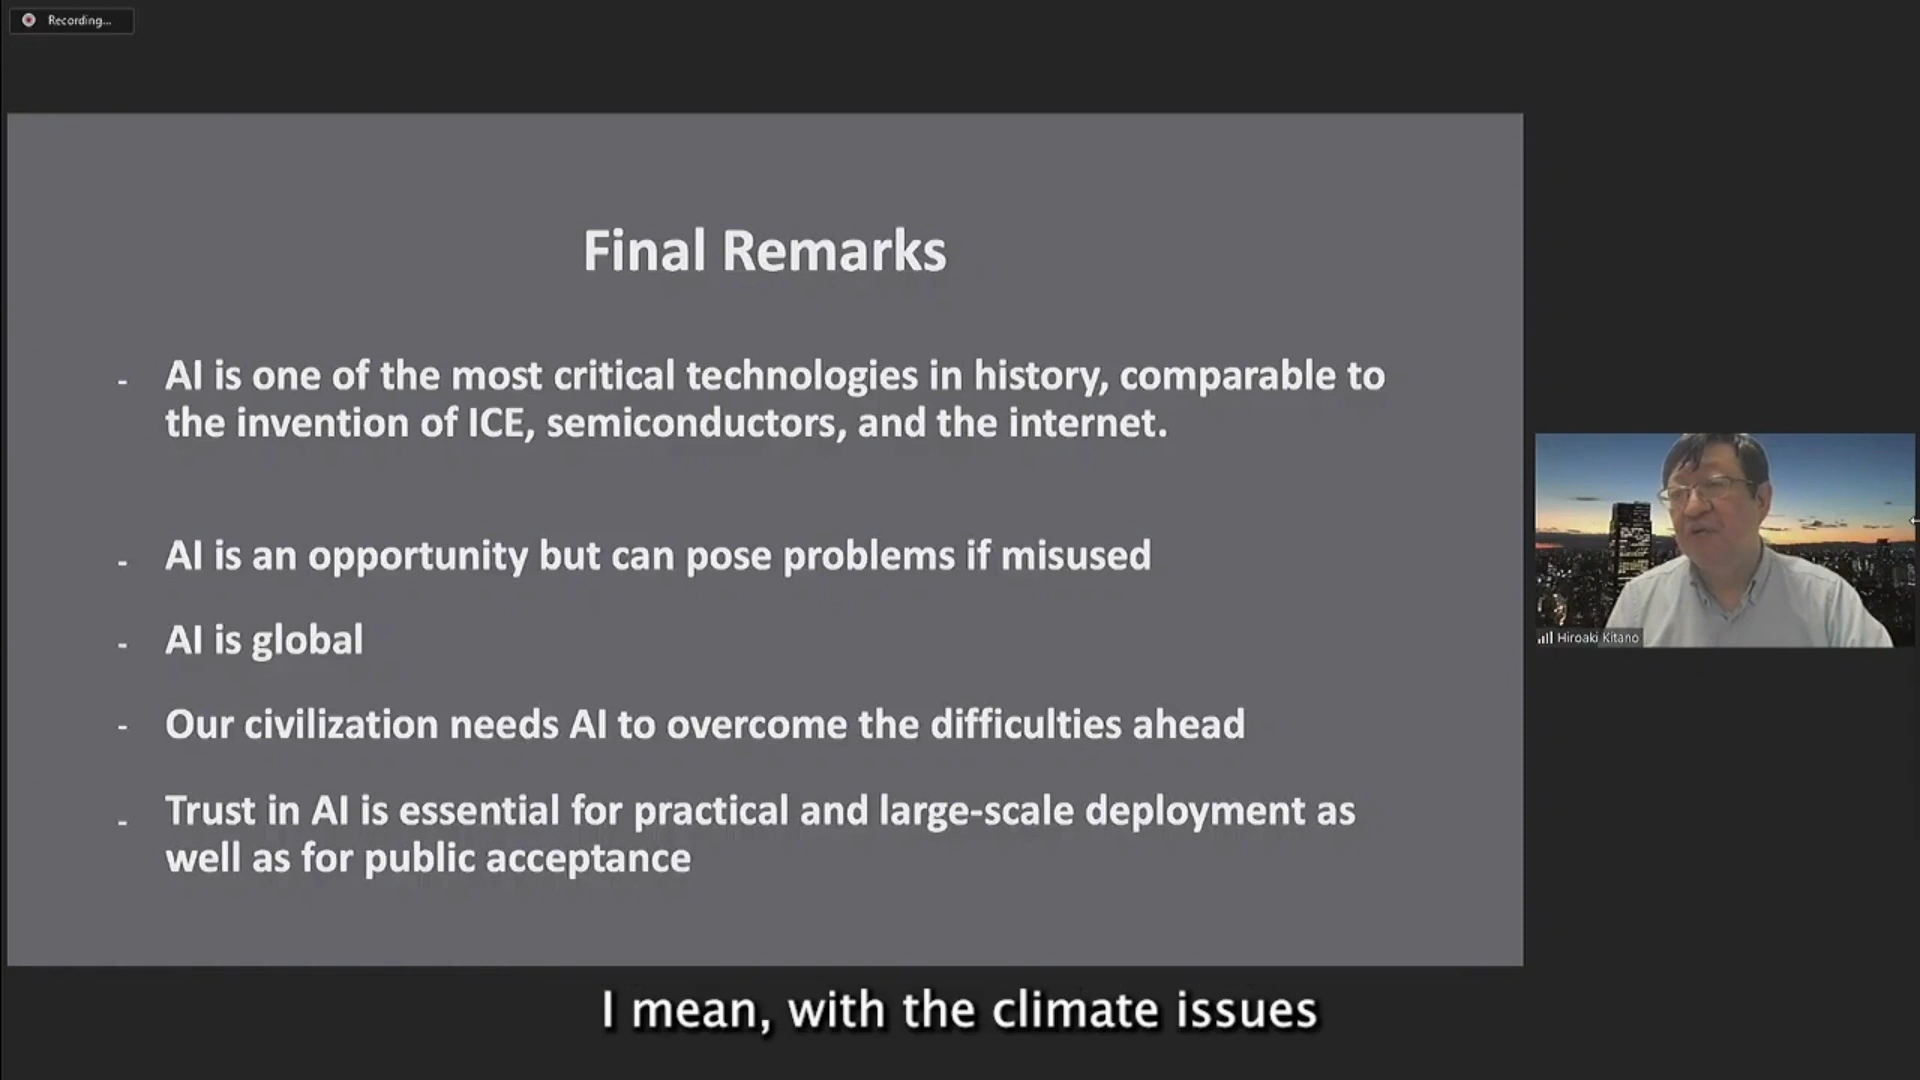 Recording...
Final Remarks
- AI is one of the most critical technologies in history, comparable to
the invention of ICE, semiconductors, and the internet.
- AI is an opportunity but can pose problems if misused
- AI is global
- Our civilization needs AI to overcome the difficulties ahead
- Trust in AI is essential for practical and large-scale deployment as
well as for public acceptance
Hiroaki Kitano
I mean, with the climate issues